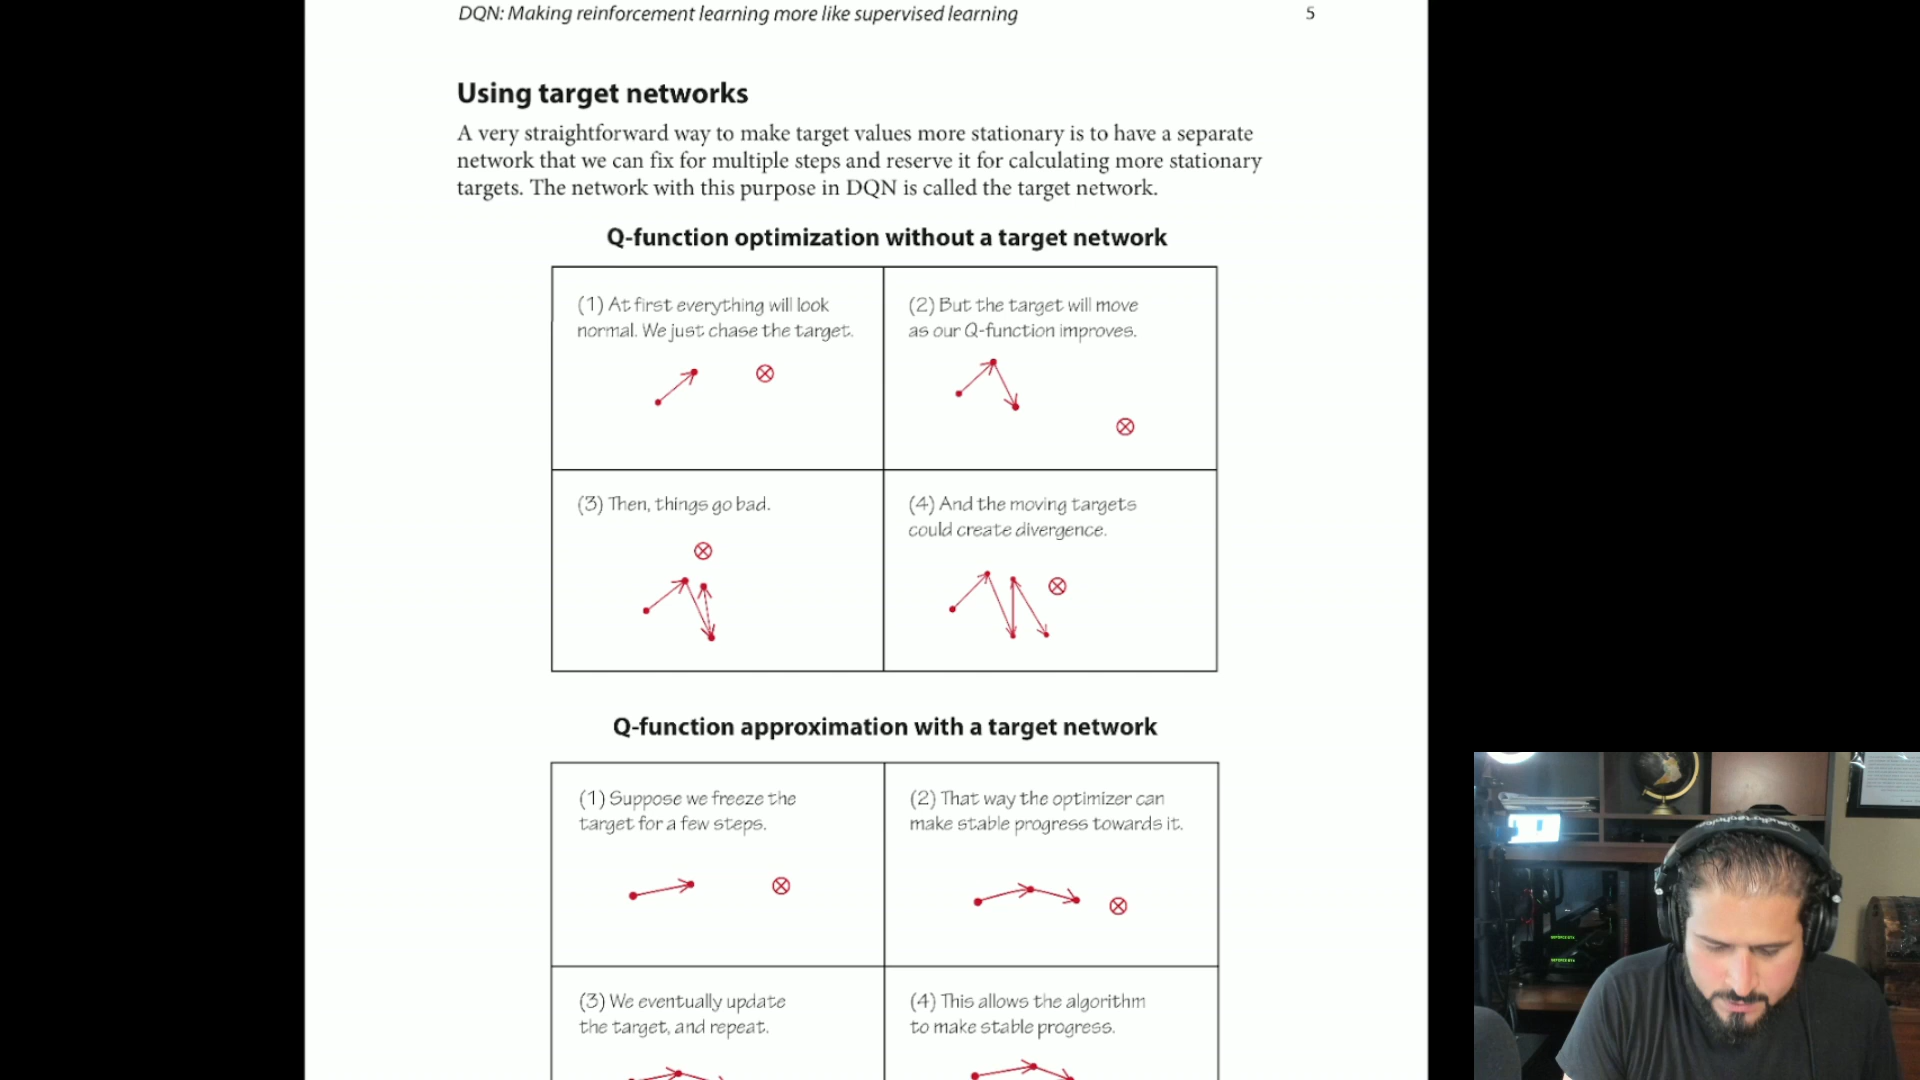 DQN: Making reinforcement learning more like supervised learning 5
Using target networks
A very straightforward way to make target values more stationary is to have a separate
network that we can fix for multiple steps and reserve it for calculating more stationary
targets. The network with this purpose in DQN is called the target network.
Q-function optimization without a target network
(1) At first everything will look
normal. We just chase the target.
(2) But the target will move
as our Q-function improves.
(3) Then, things go bad.
(4) And the moving targets
could create divergence.
Q-function approximation with a target network
(1) Suppose we freeze the
target for a few steps.
(2) That way the optimizer can
make stable progress towards it.
(3) We eventually update
the target, and repeat.
(4) This allows the algorithm
to make stable progress.
audio-technica